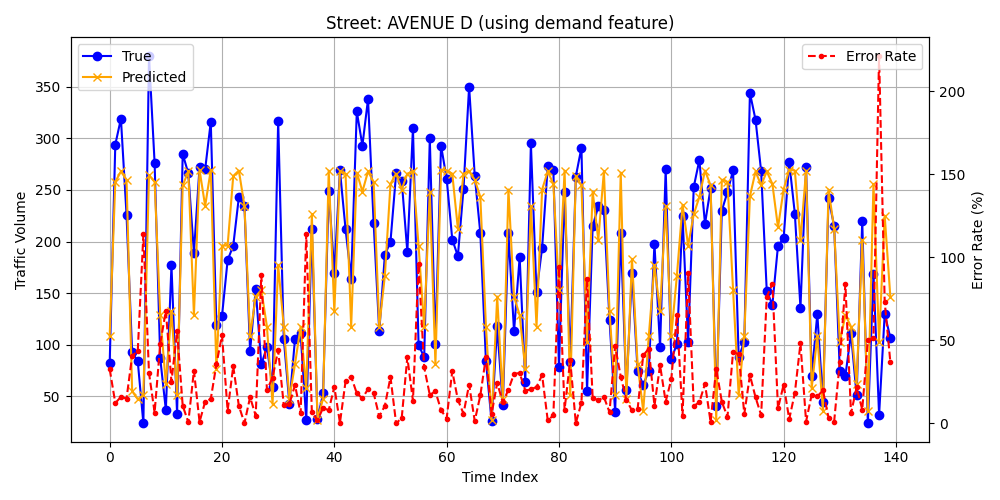 Street: AVENUE D (using demand feature)
True
Predicted
Error Rate
350
300
250
200
150
100
50
200
150
100
50
0
Traffic Volume
Error Rate (%)
0 20 40 60 80 100 120 140
Time Index